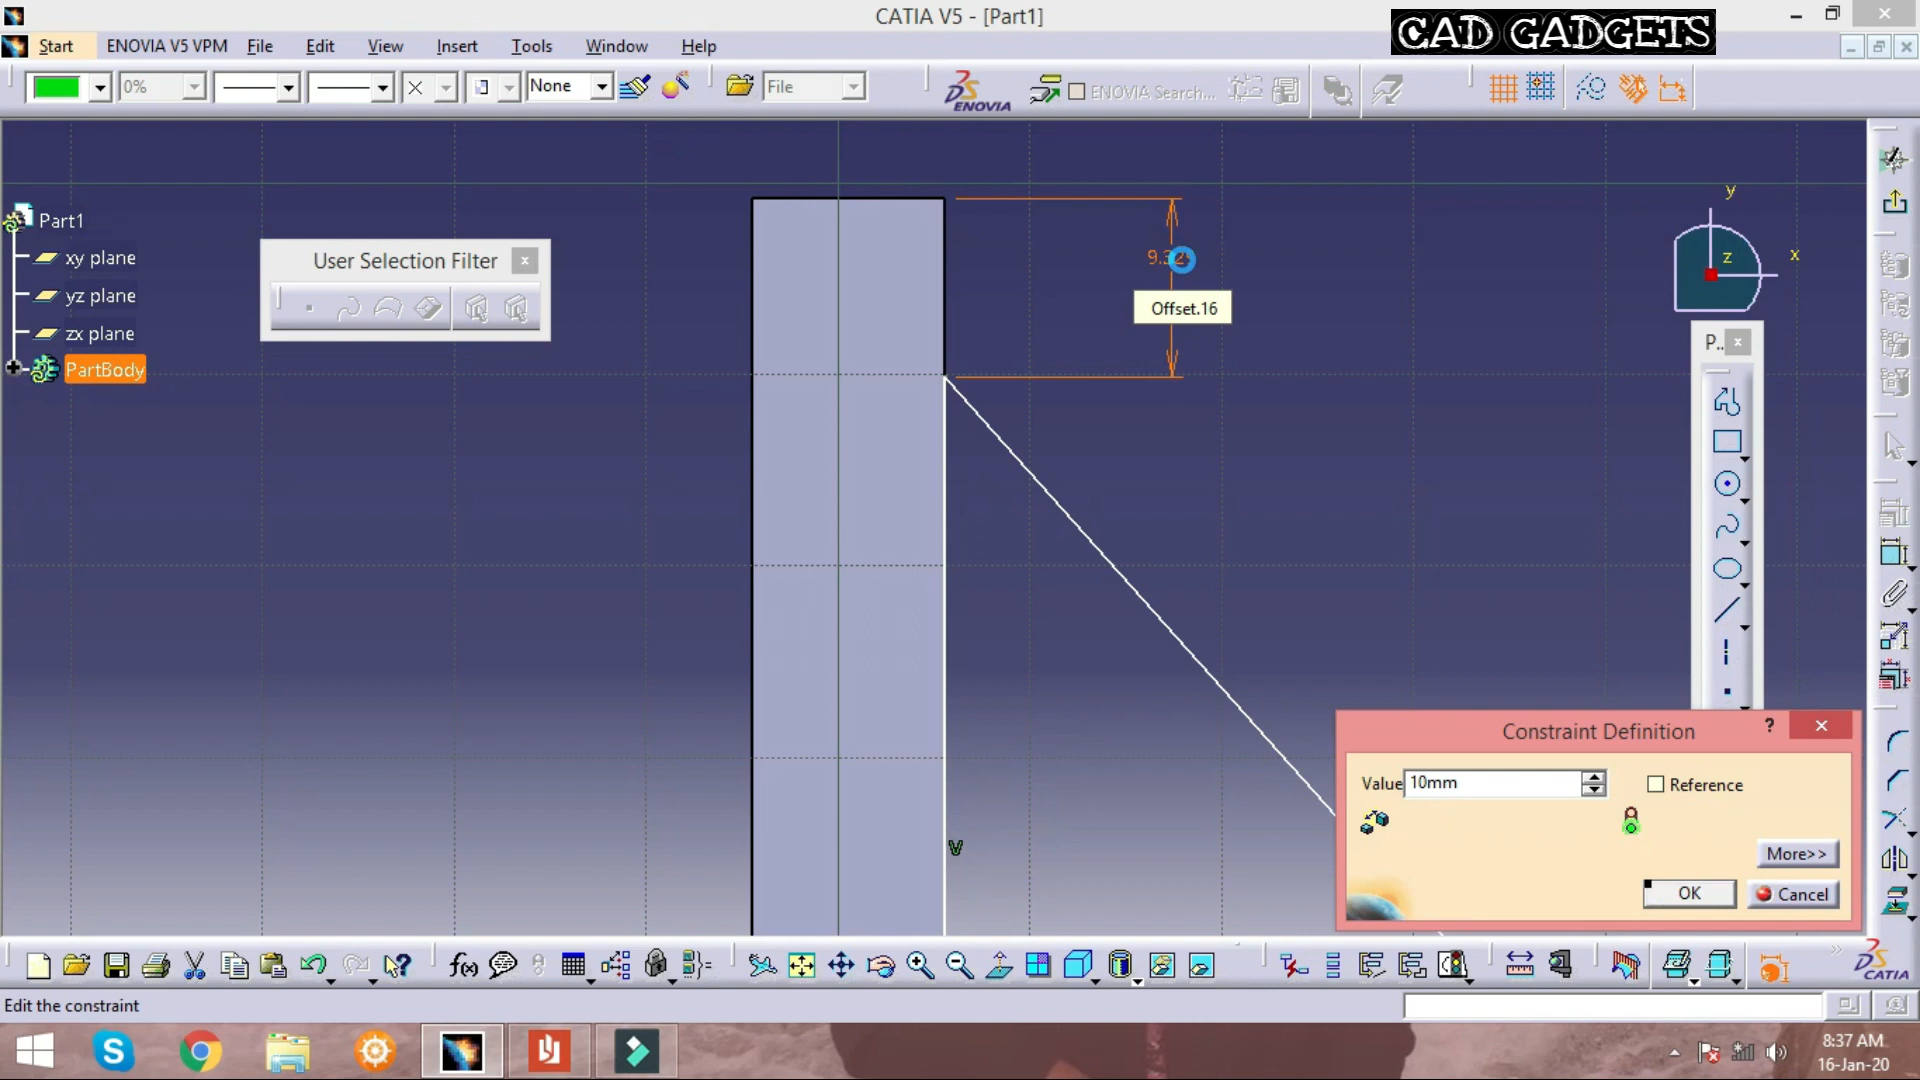 CATIA V5 - [Part1]
CAD GADGETS
Start
ENOVIA V5 VPM
File
Edit
View
Insert
Tools
Window
Help
0%
None
File
ENOVIA
ENOVIA Search...
Part1
xy plane
yz plane
zx plane
PartBody
User Selection Filter
Offset.16
y
x
z
P..
V
Constraint Definition
?
Value
10mm
Reference
More>>
OK
Cancel
f(x)
CATIA
Edit the constraint
8:37 AM
16-Jan-20